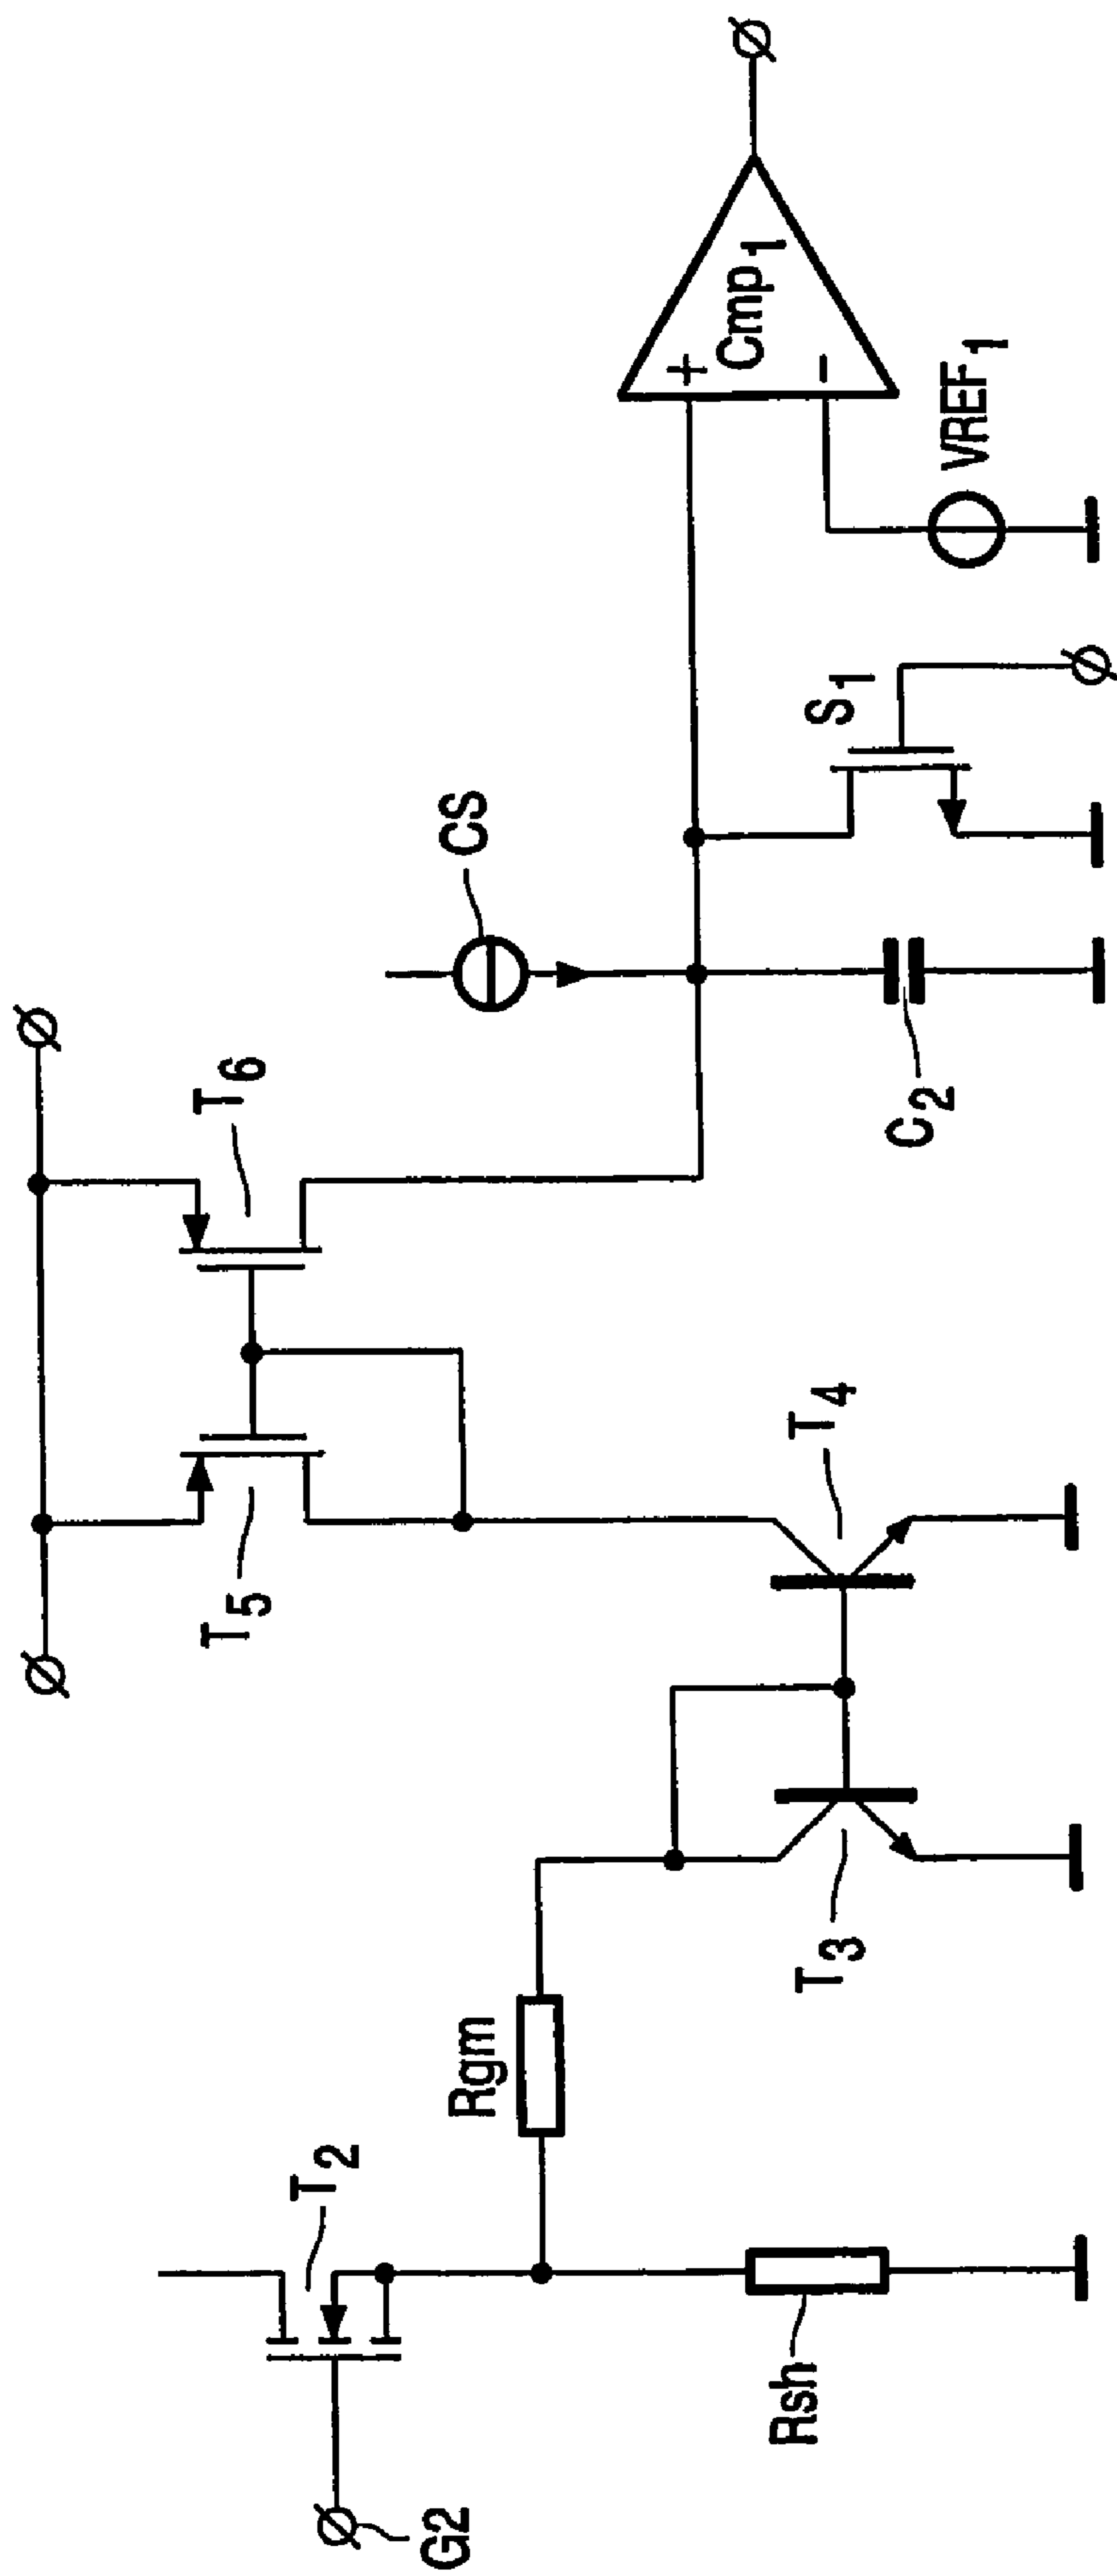 G2
T2
Rsh
Rgm
T3
T4
T5
T6
CS
C2
S1
VREF1
+
Cmp1
-